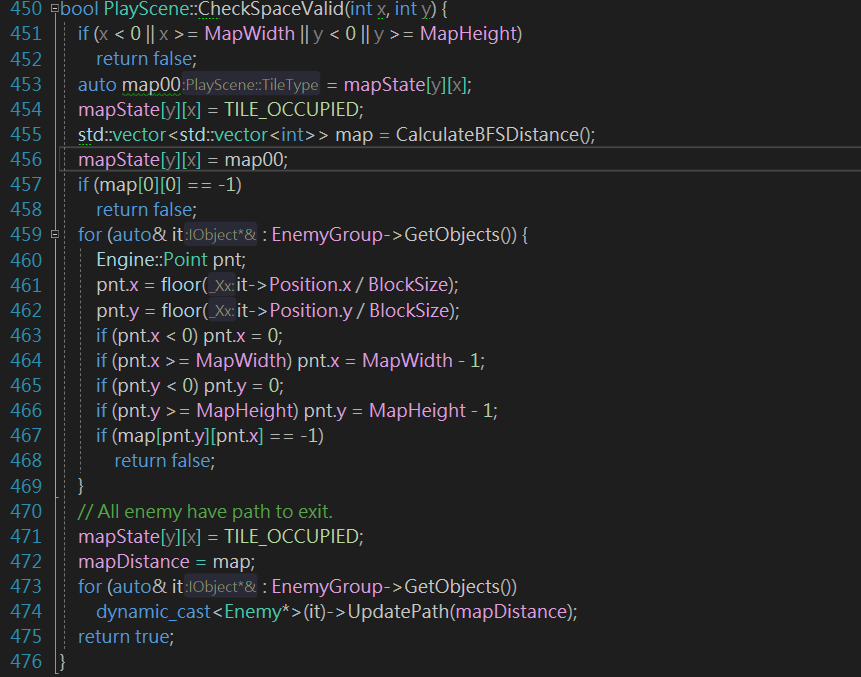 450 bool PlayScene::CheckSpaceValid(int x, int y) {
451 if (x < 0 || x >= MapWidth || y < 0 || y >= MapHeight)
452 return false;
453 auto map00:PlayScene::TileType = mapState[y][x];
454 mapState[y][x] = TILE_OCCUPIED;
455 std::vector<std::vector<int>> map = CalculateBFSDistance();
456 mapState[y][x] = map00;
457 if (map[0][0] == -1)
458 return false;
459 for (auto& it:IObject*& : EnemyGroup->GetObjects()) {
460 Engine::Point pnt;
461 pnt.x = floor(_Xx:it->Position.x / BlockSize);
462 pnt.y = floor(_Xx:it->Position.y / BlockSize);
463 if (pnt.x < 0) pnt.x = 0;
464 if (pnt.x >= MapWidth) pnt.x = MapWidth - 1;
465 if (pnt.y < 0) pnt.y = 0;
466 if (pnt.y >= MapHeight) pnt.y = MapHeight - 1;
467 if (map[pnt.y][pnt.x] == -1)
468 return false;
469 }
470 // All enemy have path to exit.
471 mapState[y][x] = TILE_OCCUPIED;
472 mapDistance = map;
473 for (auto& it:IObject*& : EnemyGroup->GetObjects())
474 dynamic_cast<Enemy*>(it)->UpdatePath(mapDistance);
475 return true;
476 }